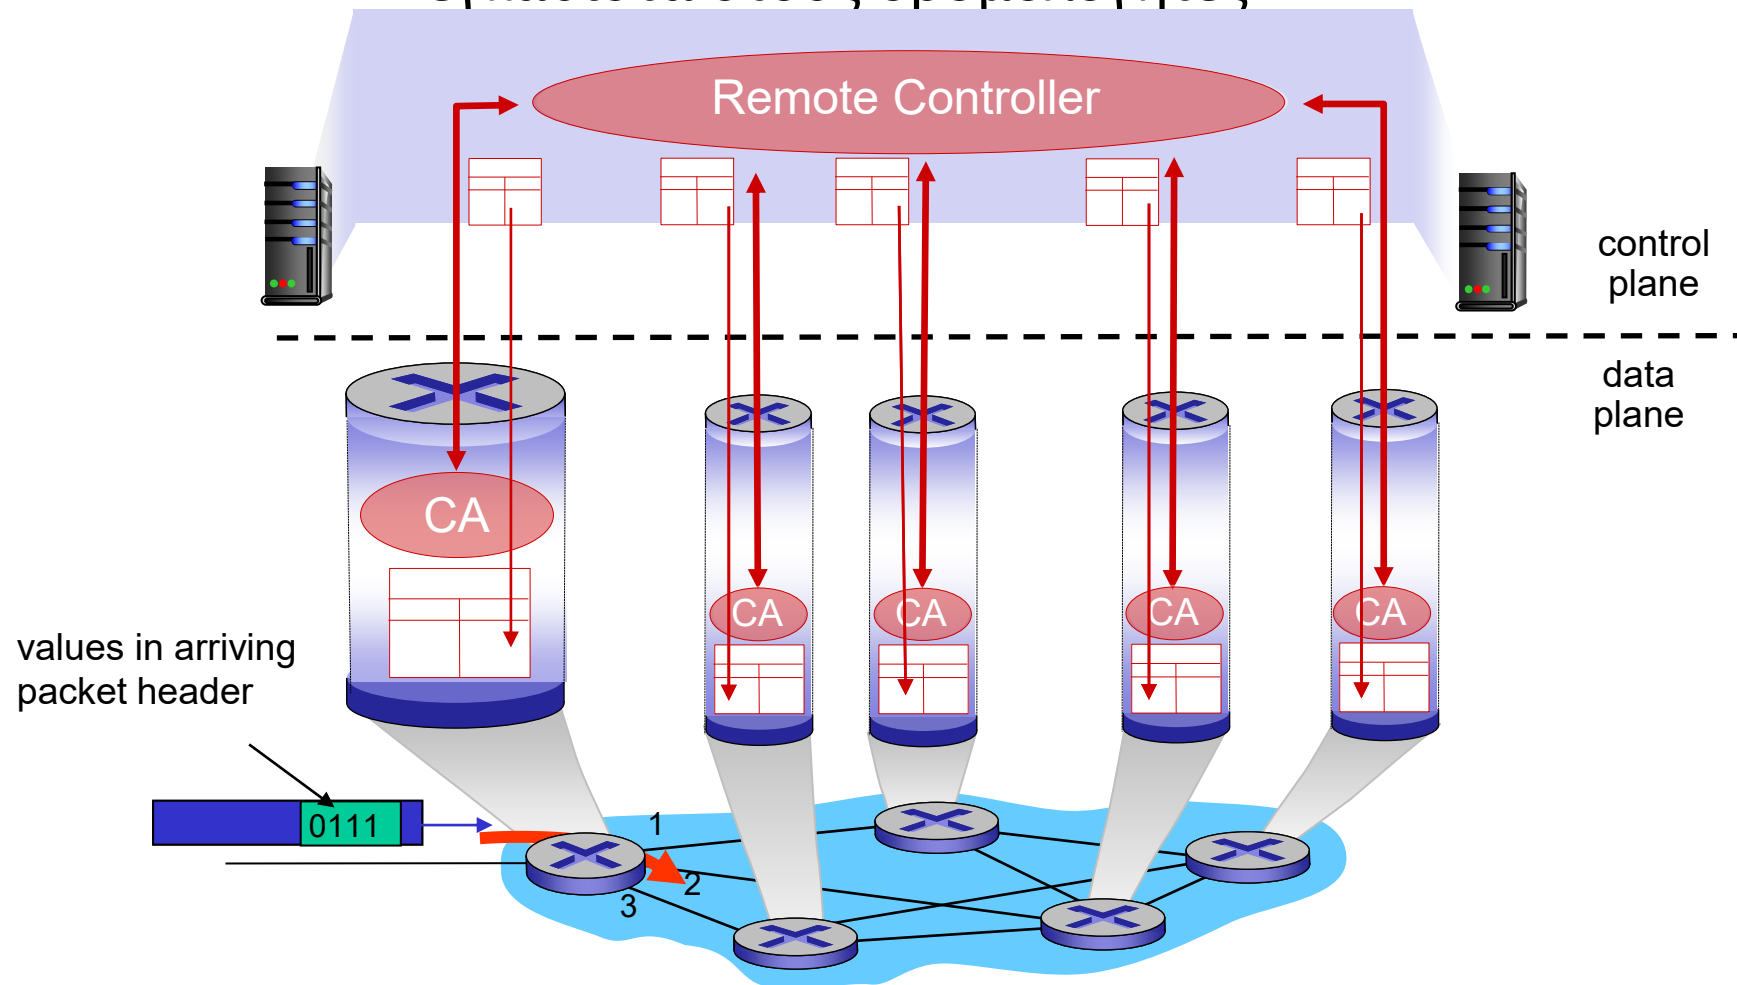 Remote Controller
control
plane
data
plane
CA
CA
CA
CA
CA
values in arriving
packet header
0111
1
2
3